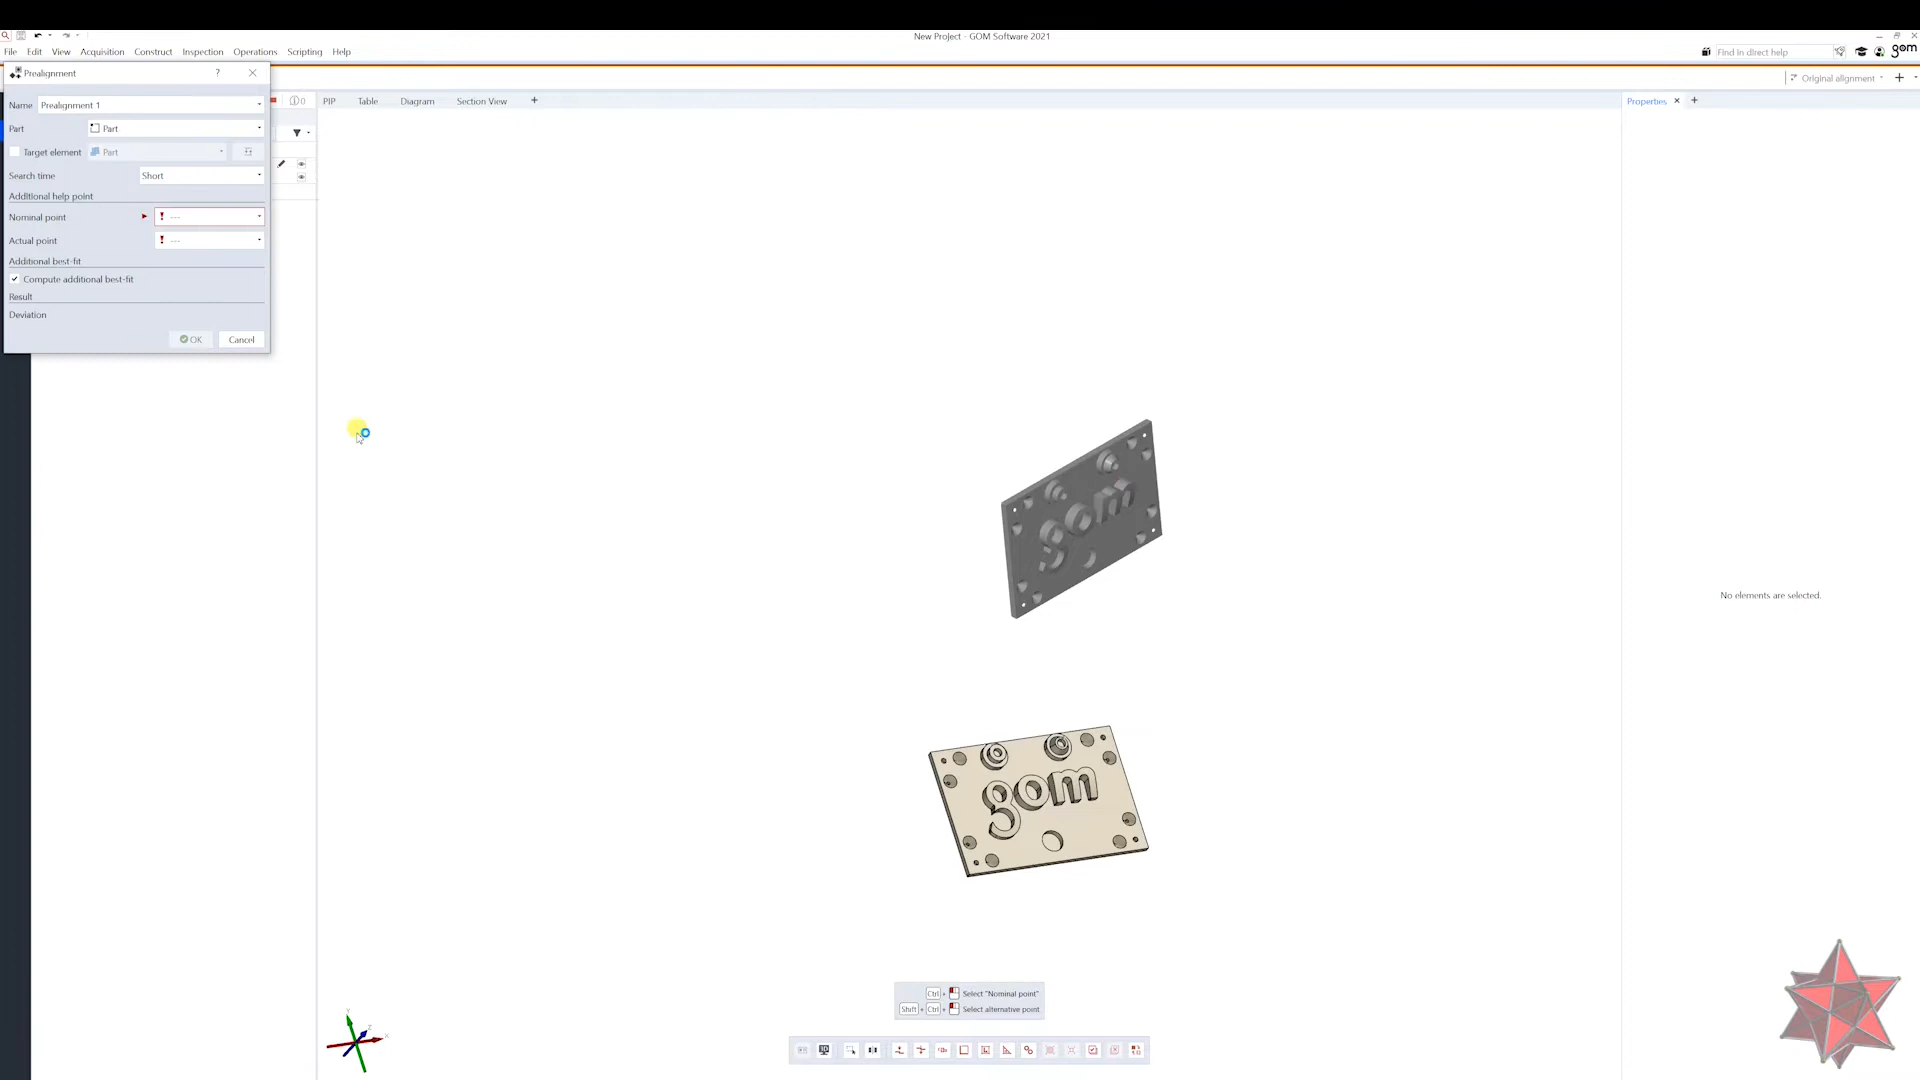 New Project - GOM Software 2021
File Edit View Acquisition Construct Inspection Operations Scripting Help
Find in direct help
gom
Prealignment ?
Original alignment
Name Prealignment 1
0 PIP Table Diagram Section View
Properties
Part Part
Target element Part
Search time Short
Additional help point
Nominal point ---
Actual point ---
Additional best-fit
Compute additional best-fit
Result
Deviation
OK Cancel
gom
No elements are selected.
gom
Ctrl + Select "Nominal point"
Shift + Ctrl + Select alternative point
Y
Z
X
3D